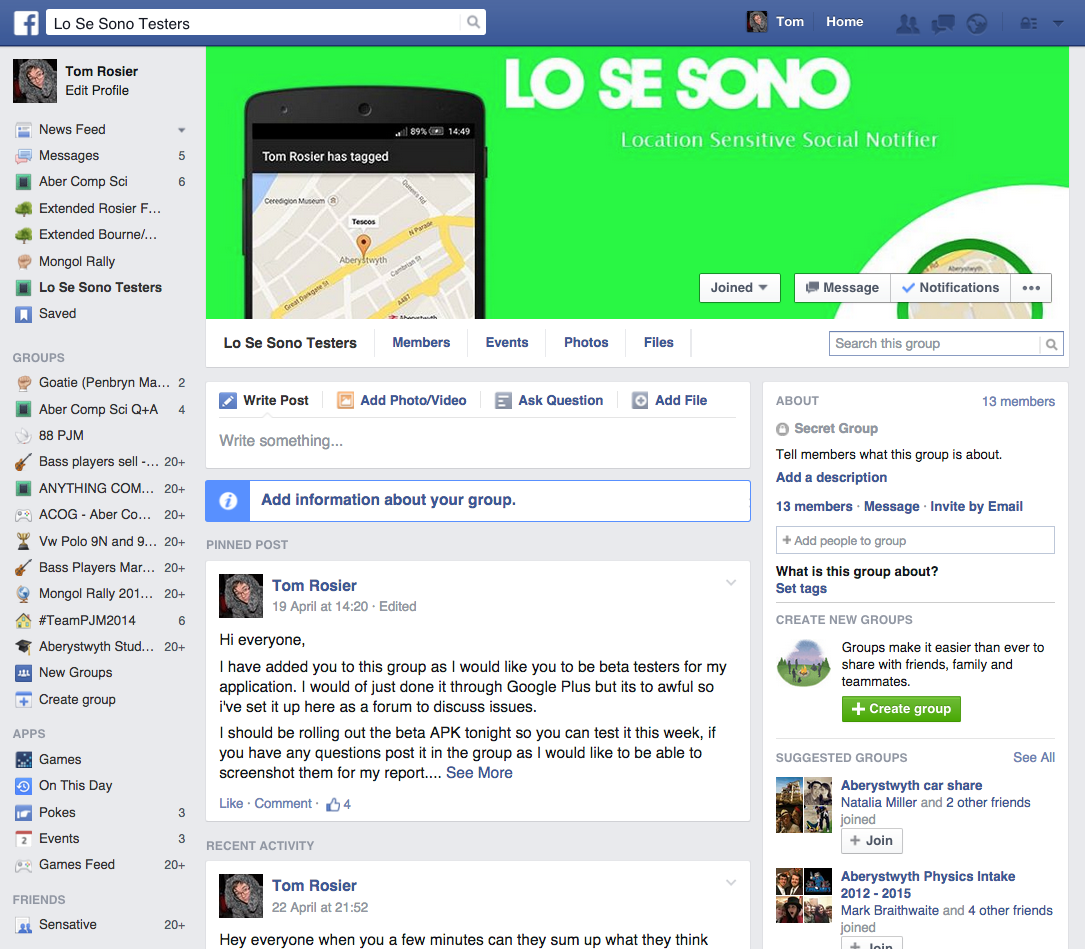 Lo Se Sono Testers
Tom
Home
Tom Rosier
Edit Profile
News Feed
Messages 5
Aber Comp Sci 6
Extended Rosier F...
Extended Bourne/...
Mongol Rally
Lo Se Sono Testers
Saved
GROUPS
Goatie (Penbryn Ma... 2
Aber Comp Sci Q+A 4
88 PJM
Bass players sell -... 20+
ANYTHING COM... 20+
ACOG - Aber Co... 20+
Vw Polo 9N and 9... 20+
Bass Players Mar... 20+
Mongol Rally 201... 20+
#TeamPJM2014 6
Aberystwyth Stud... 20+
New Groups
Create group
APPS
Games
On This Day
Pokes 3
Events 3
Games Feed 20+
FRIENDS
Sensative 20+
LO SE SONO
Location Sensitive Social Notifier
89% 14:49
Tom Rosier has tagged
Ceredigion Museum
Queens Rd
Tescos
N Parade
Aberystwyth
Cambrian St
Great Darkgate St
A487
Aberystwyth
Aberystwyth
Joined
Message
Notifications
Lo Se Sono Testers
Members
Events
Photos
Files
Search this group
Write Post
Add Photo/Video
Ask Question
Add File
Write something...
Add information about your group.
PINNED POST
Tom Rosier
19 April at 14:20 · Edited
Hi everyone,
I have added you to this group as I would like you to be beta testers for my
application. I would of just done it through Google Plus but its to awful so
i've set it up here as a forum to discuss issues.
I should be rolling out the beta APK tonight so you can test it this week, if
you have any questions post it in the group as I would like to be able to
screenshot them for my report.... See More
Like · Comment · 4
RECENT ACTIVITY
Tom Rosier
22 April at 21:52
Hey everyone when you a few minutes can they sum up what they think
ABOUT
13 members
Secret Group
Tell members what this group is about.
Add a description
13 members · Message · Invite by Email
+ Add people to group
What is this group about?
Set tags
CREATE NEW GROUPS
Groups make it easier than ever to
share with friends, family and
teammates.
+ Create group
SUGGESTED GROUPS
See All
Aberystwyth car share
Natalia Miller and 2 other friends
joined
+ Join
Aberystwyth Physics Intake
2012 - 2015
Mark Braithwaite and 4 other friends
joined
+ Join